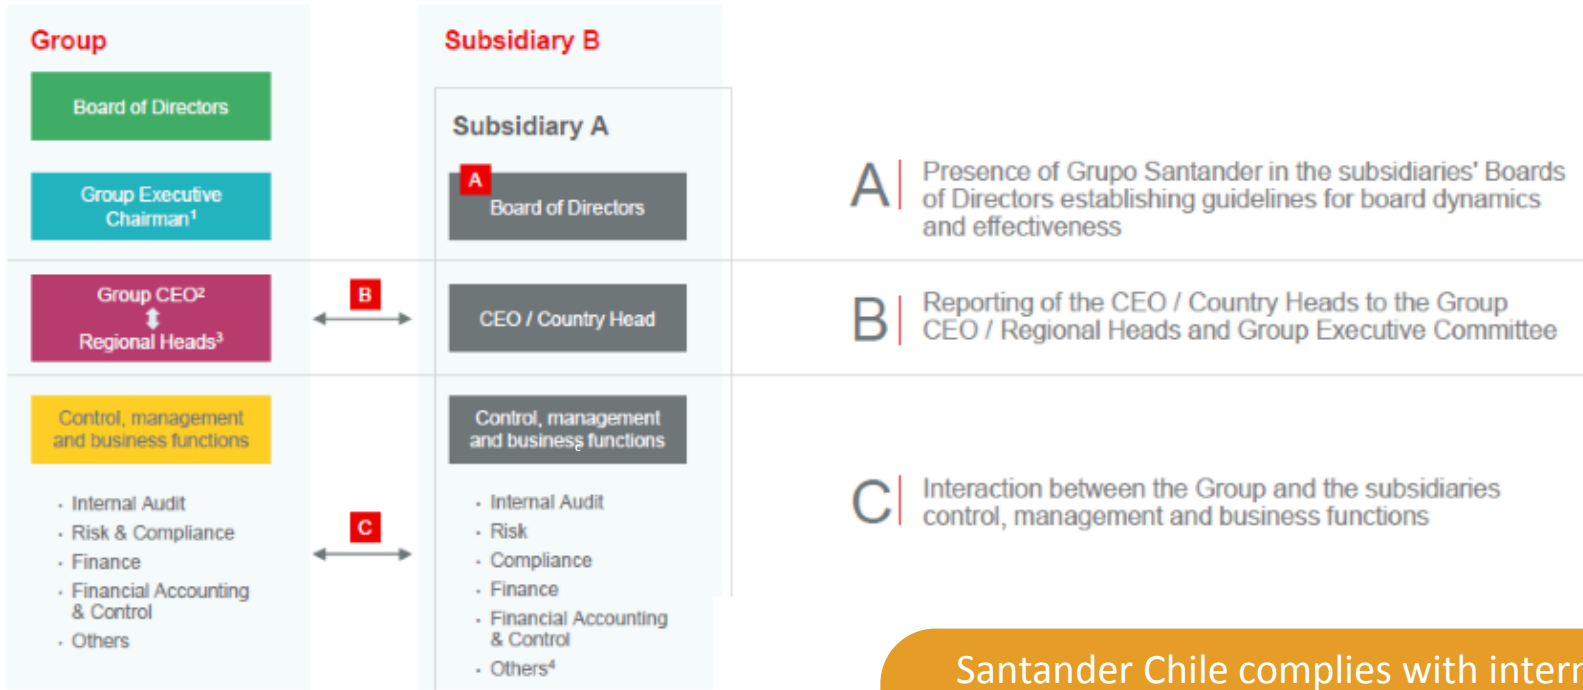 Group
Board of Directors
Group Executive
Chairman¹
Group CEO²
Regional Heads³
Control, management
and business functions
· Internal Audit
· Risk & Compliance
· Finance
· Financial Accounting
& Control
· Others
B
C
Subsidiary B
Subsidiary A
A
Board of Directors
CEO / Country Head
Control, management
and business functions
c
· Internal Audit
· Risk
· Compliance
· Finance
· Financial Accounting
& Control
· Others⁴
A
Presence of Grupo Santander in the subsidiaries' Boards
of Directors establishing guidelines for board dynamics
and effectiveness
B
Reporting of the CEO / Country Heads to the Group
CEO / Regional Heads and Group Executive Committee
C
Interaction between the Group and the subsidiaries
control, management and business functions
Santander Chile complies with intern